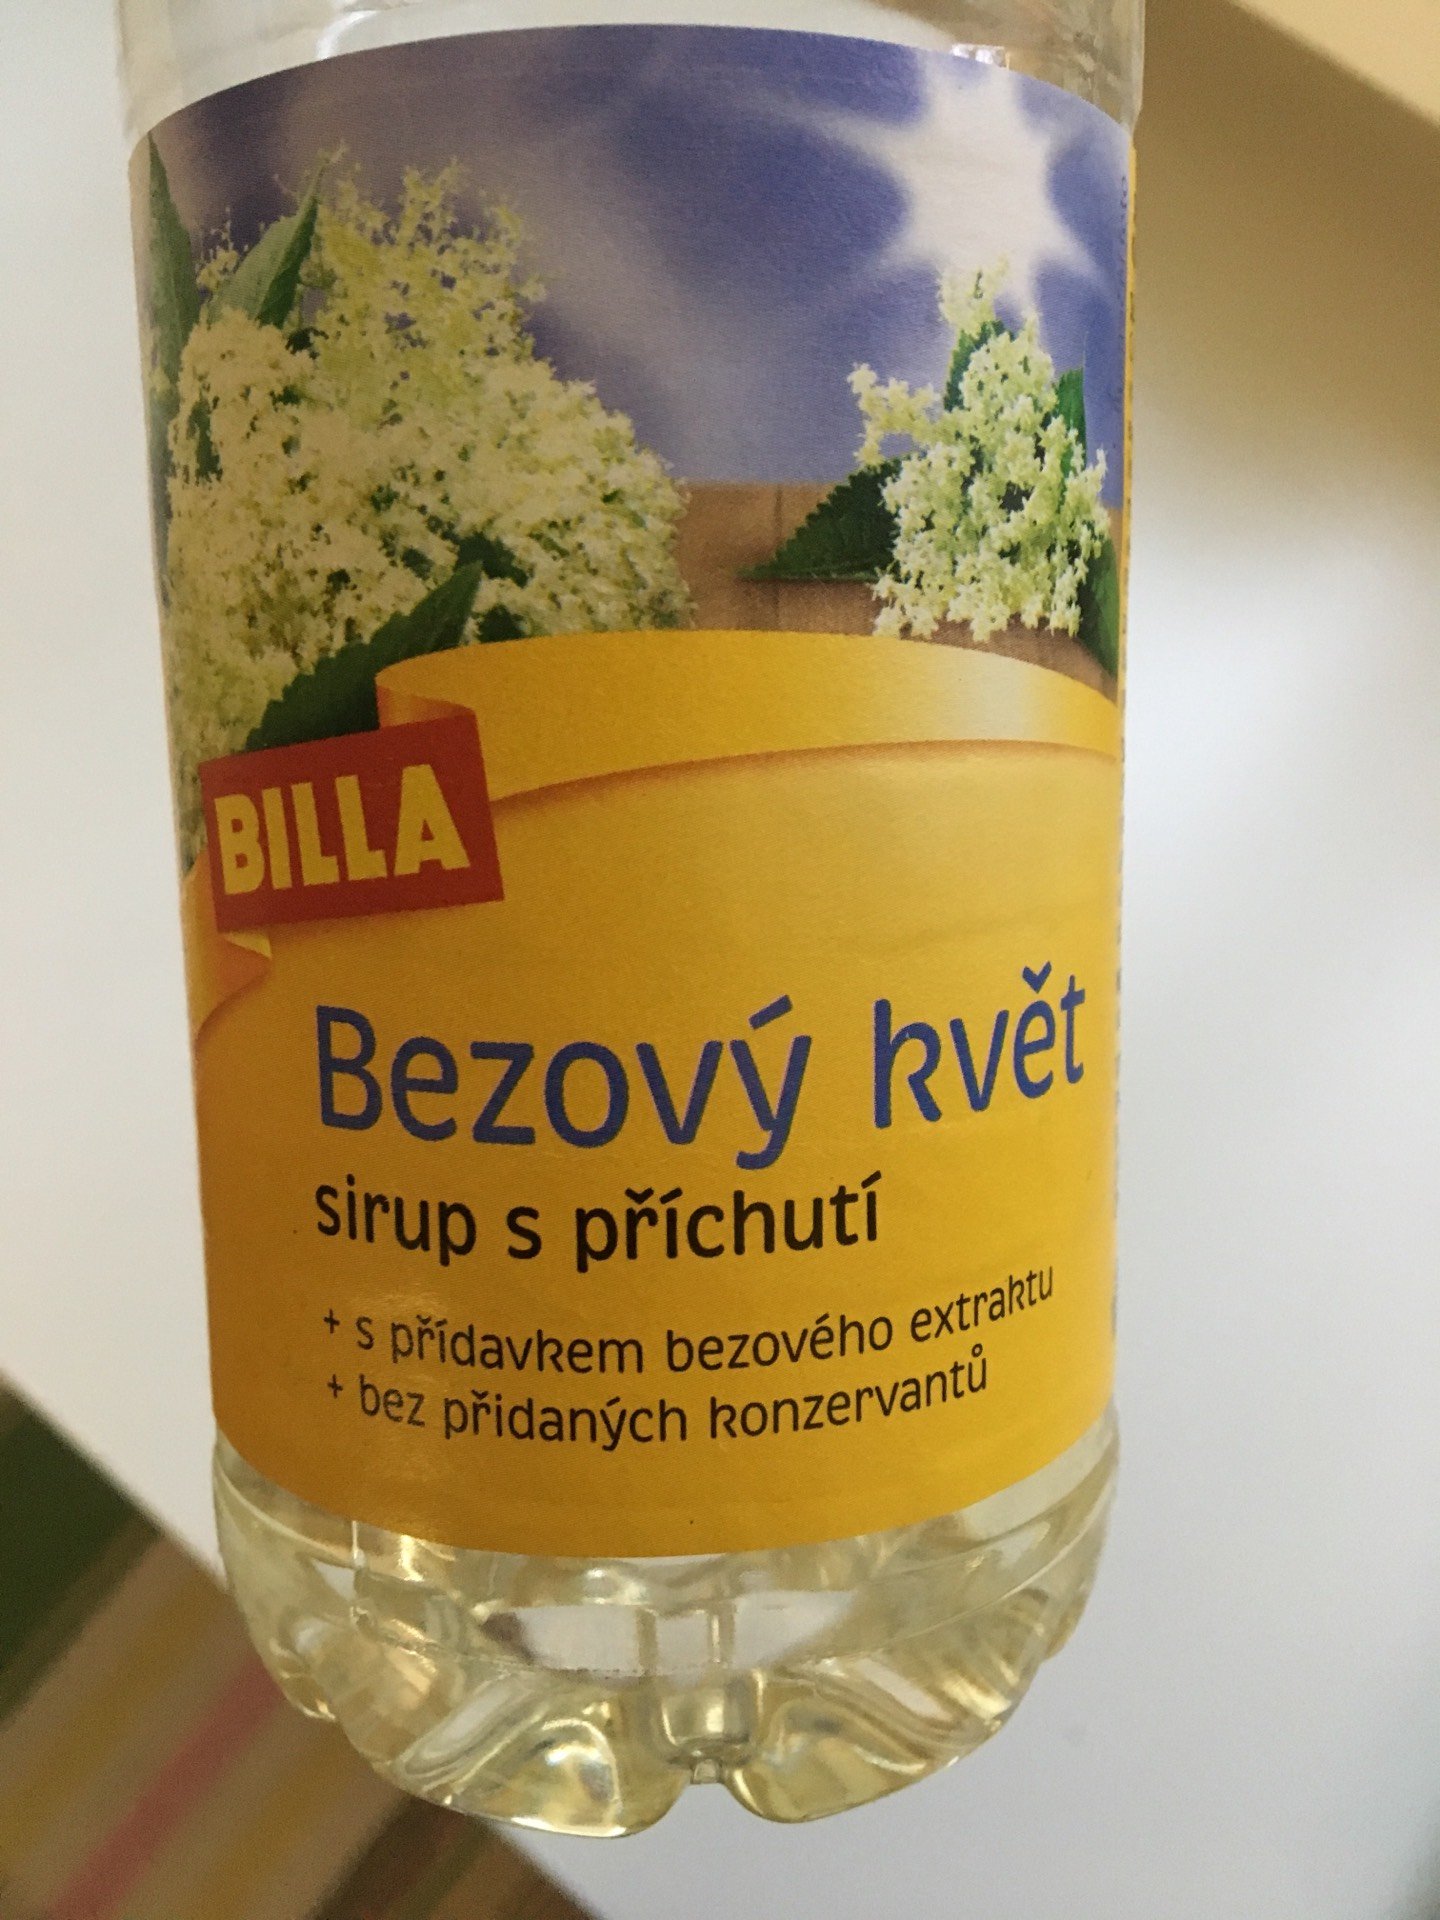 BILLA
Bezový květ
sirup s příchutí
+ s přídavkem bezového extraktu
+ bez přidaných konzervantů